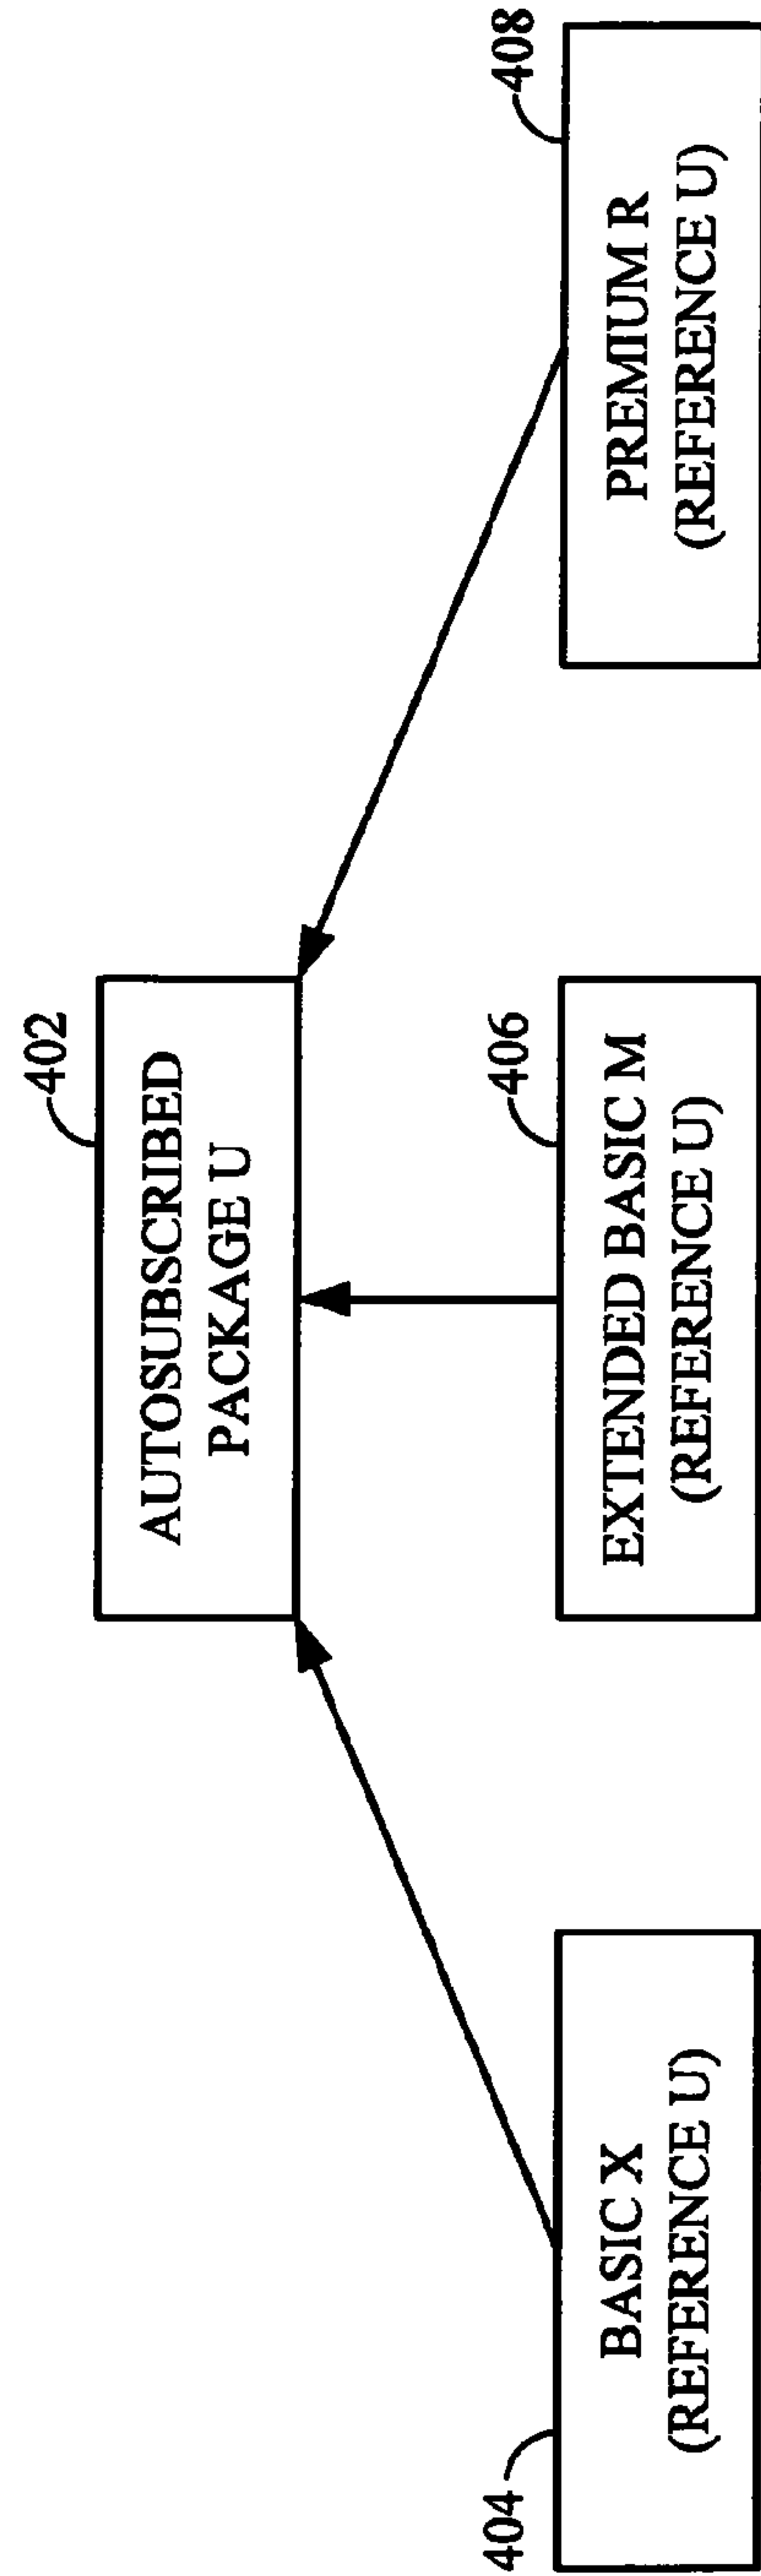 402
AUTOSUBSCRIBED
PACKAGE U
404
BASIC X
(REFERENCE U)
406
EXTENDED BASIC M
(REFERENCE U)
408
PREMIUM R
(REFERENCE U)